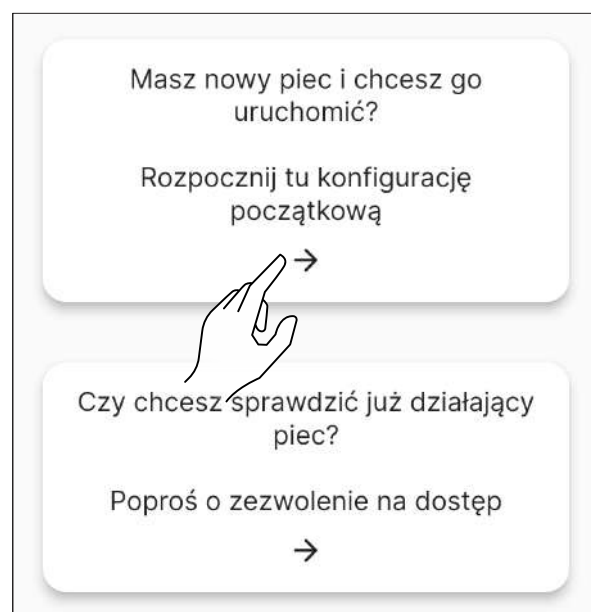 Masz nowy piec i chcesz go
uruchomić?
Rozpocznij tu konfigurację
początkową
→
Czy chcesz sprawdzić już działający
piec?
Poproś o zezwolenie na dostęp
→